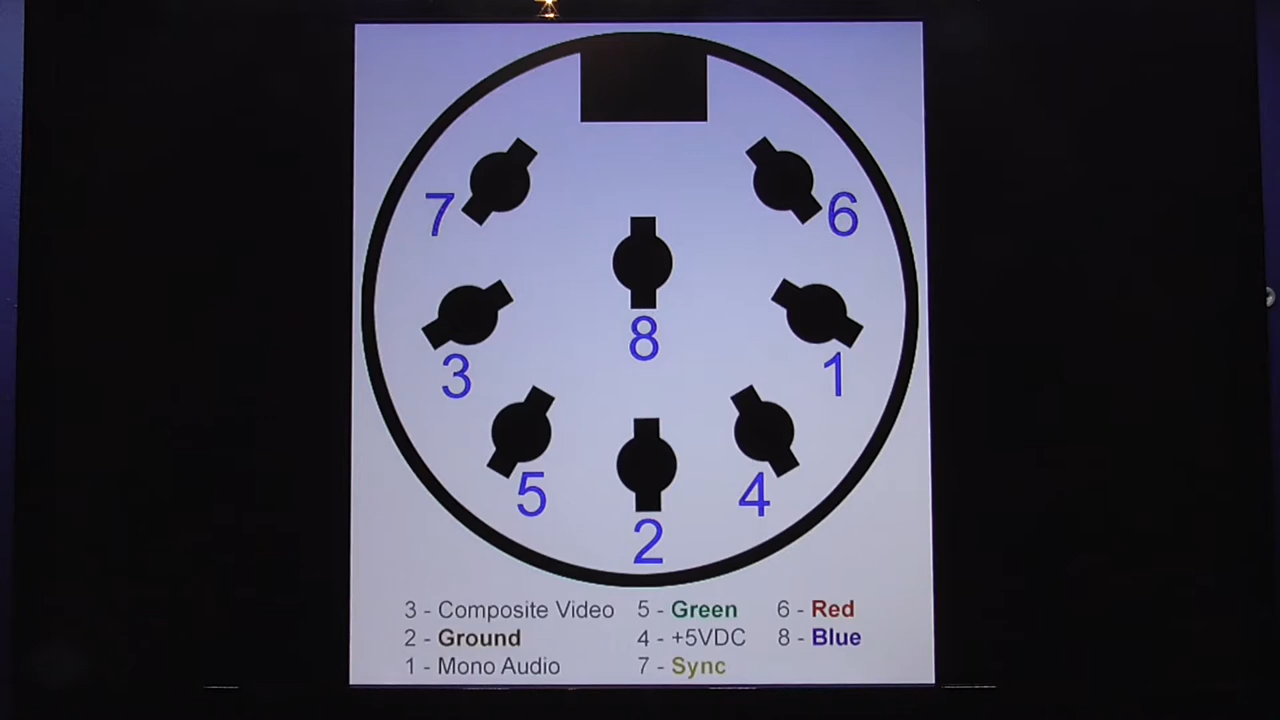 7
6
8
3
1
5
4
2
3 - Composite Video 5 - Green 6 - Red
2 - Ground 4 - +5VDC 8 - Blue
1 - Mono Audio 7 - Sync